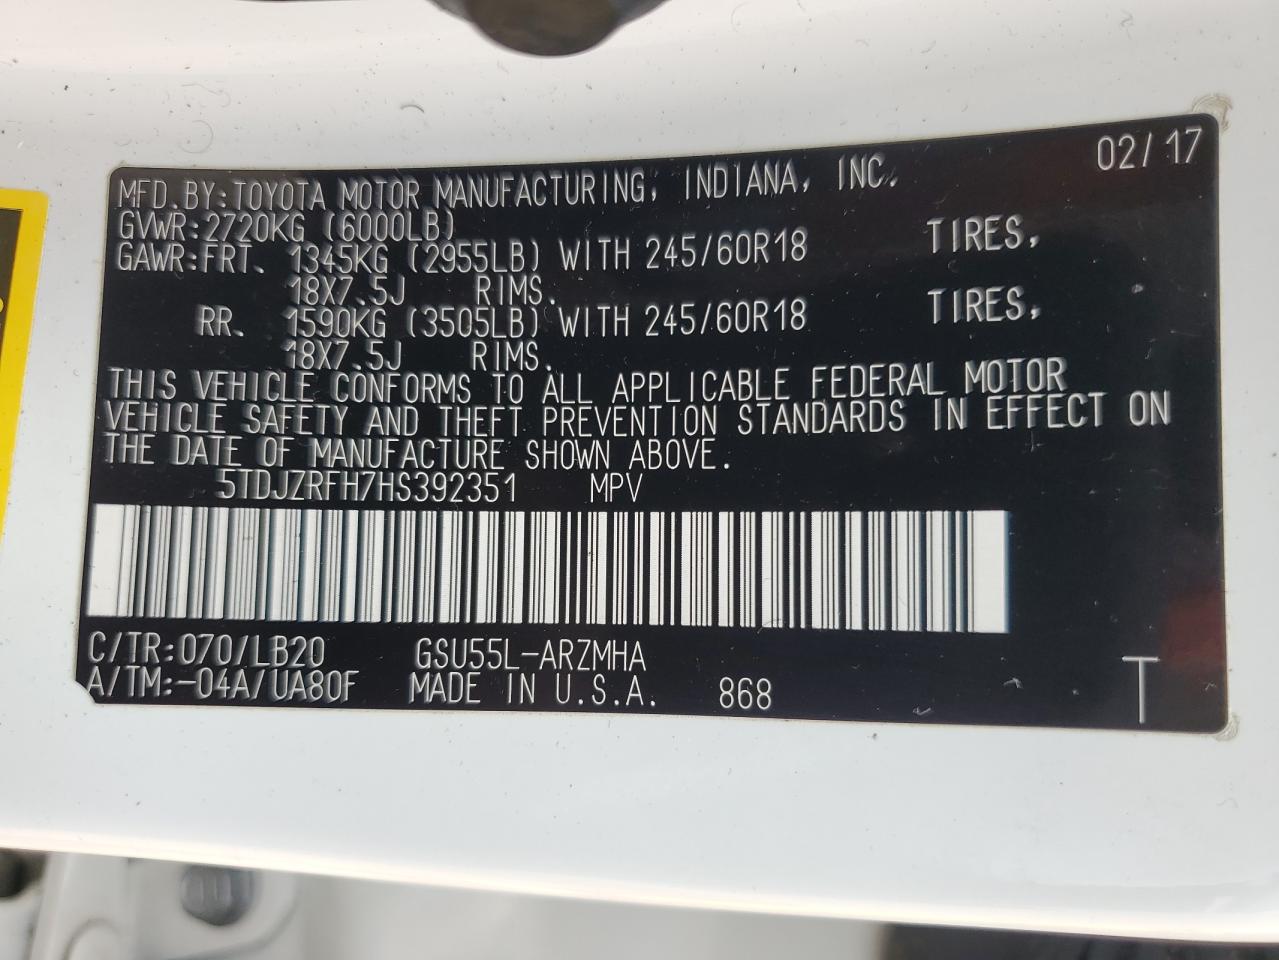 02/17
MFD.BY:TOYOTA MOTOR MANUFACTURING, INDIANA, INC.
GVWR:2720KG (6000LB)
GAWR:FRT. 1345KG (2955LB) WITH 245/60R18 TIRES,
18X7.5J RIMS.
RR. 1590KG (3505LB) WITH 245/60R18 TIRES,
18X7.5J RIMS.
THIS VEHICLE CONFORMS TO ALL APPLICABLE FEDERAL MOTOR
VEHICLE SAFETY AND THEFT PREVENTION STANDARDS IN EFFECT ON
THE DATE OF MANUFACTURE SHOWN ABOVE.
5TDJZRFH7HS392351 MPV
C/TR:070/LB20 GSU55L-ARZMHA
A/TM:-04A/UA80F MADE IN U.S.A. 868 T